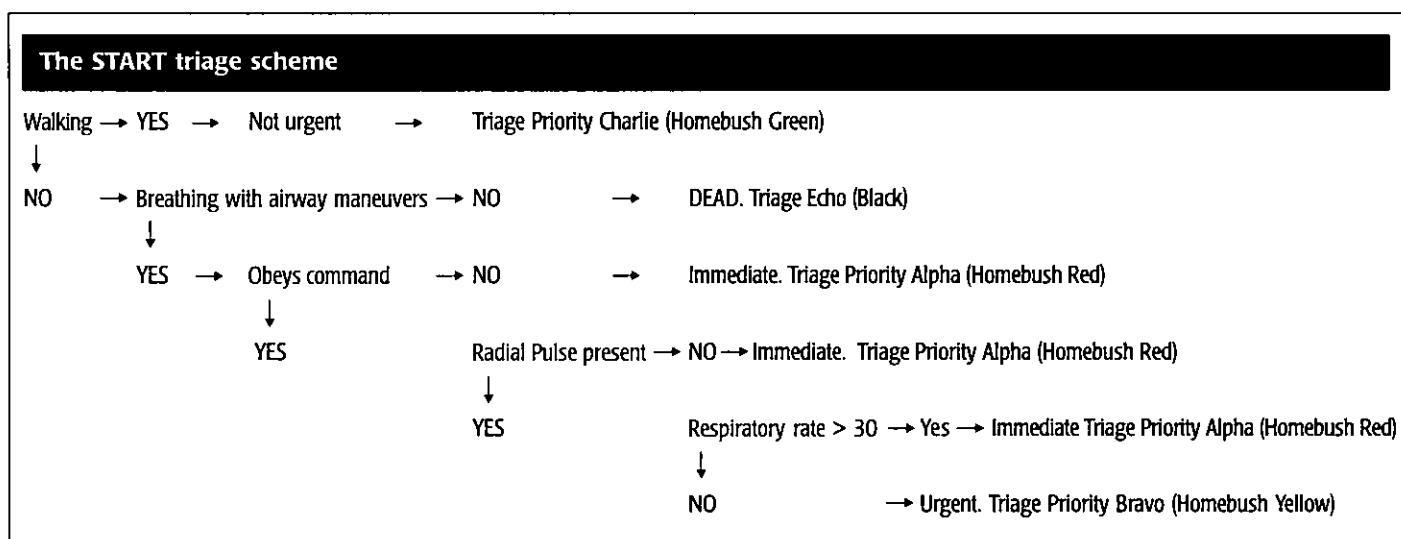 The START triage scheme
Walking → YES → Not urgent → Triage Priority Charlie (Homebush Green)
↓
NO → Breathing with airway maneuvers → NO → DEAD. Triage Echo (Black)
↓
YES → Obeys command → NO → Immediate. Triage Priority Alpha (Homebush Red)
↓
YES Radial Pulse present → NO → Immediate. Triage Priority Alpha (Homebush Red)
↓
YES Respiratory rate > 30 → Yes → Immediate Triage Priority Alpha (Homebush Red)
↓
NO → Urgent. Triage Priority Bravo (Homebush Yellow)